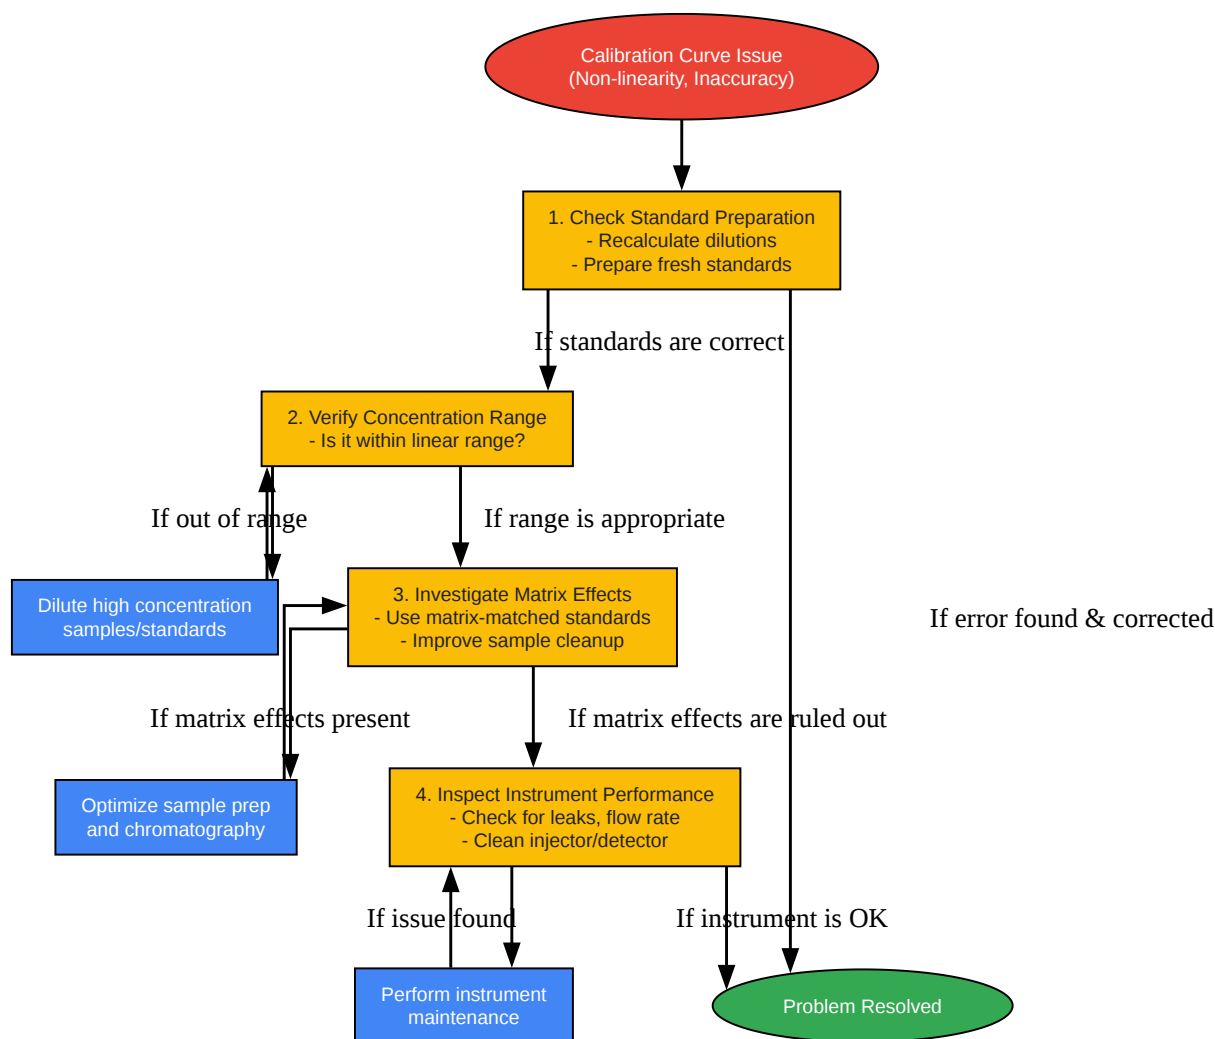 Calibration Curve Issue
(Non-linearity, Inaccuracy)
1. Check Standard Preparation
- Recalculate dilutions
- Prepare fresh standards
If standards are correct
2. Verify Concentration Range
- Is it within linear range?
If out of range
If range is appropriate
Dilute high concentration
samples/standards
3. Investigate Matrix Effects
- Use matrix-matched standards
- Improve sample cleanup
If error found & corrected
If matrix effects present
If matrix effects are ruled out
Optimize sample prep
and chromatography
4. Inspect Instrument Performance
- Check for leaks, flow rate
- Clean injector/detector
If issue found
If instrument is OK
Perform instrument
maintenance
Problem Resolved